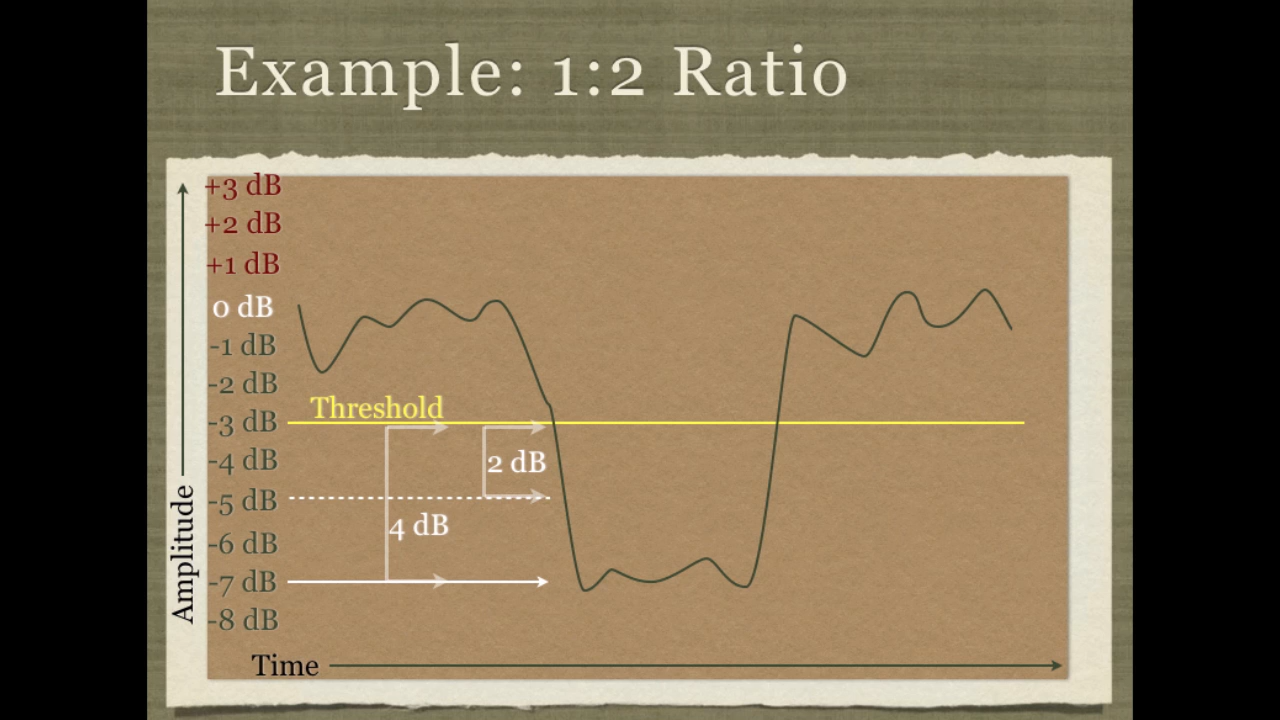 Example: 1:2 Ratio
+3 dB
+2 dB
+1 dB
0 dB
-1 dB
-2 dB
Threshold
-3 dB
-4 dB
2 dB
-5 dB
4 dB
-6 dB
-7 dB
-8 dB
Amplitude
Time